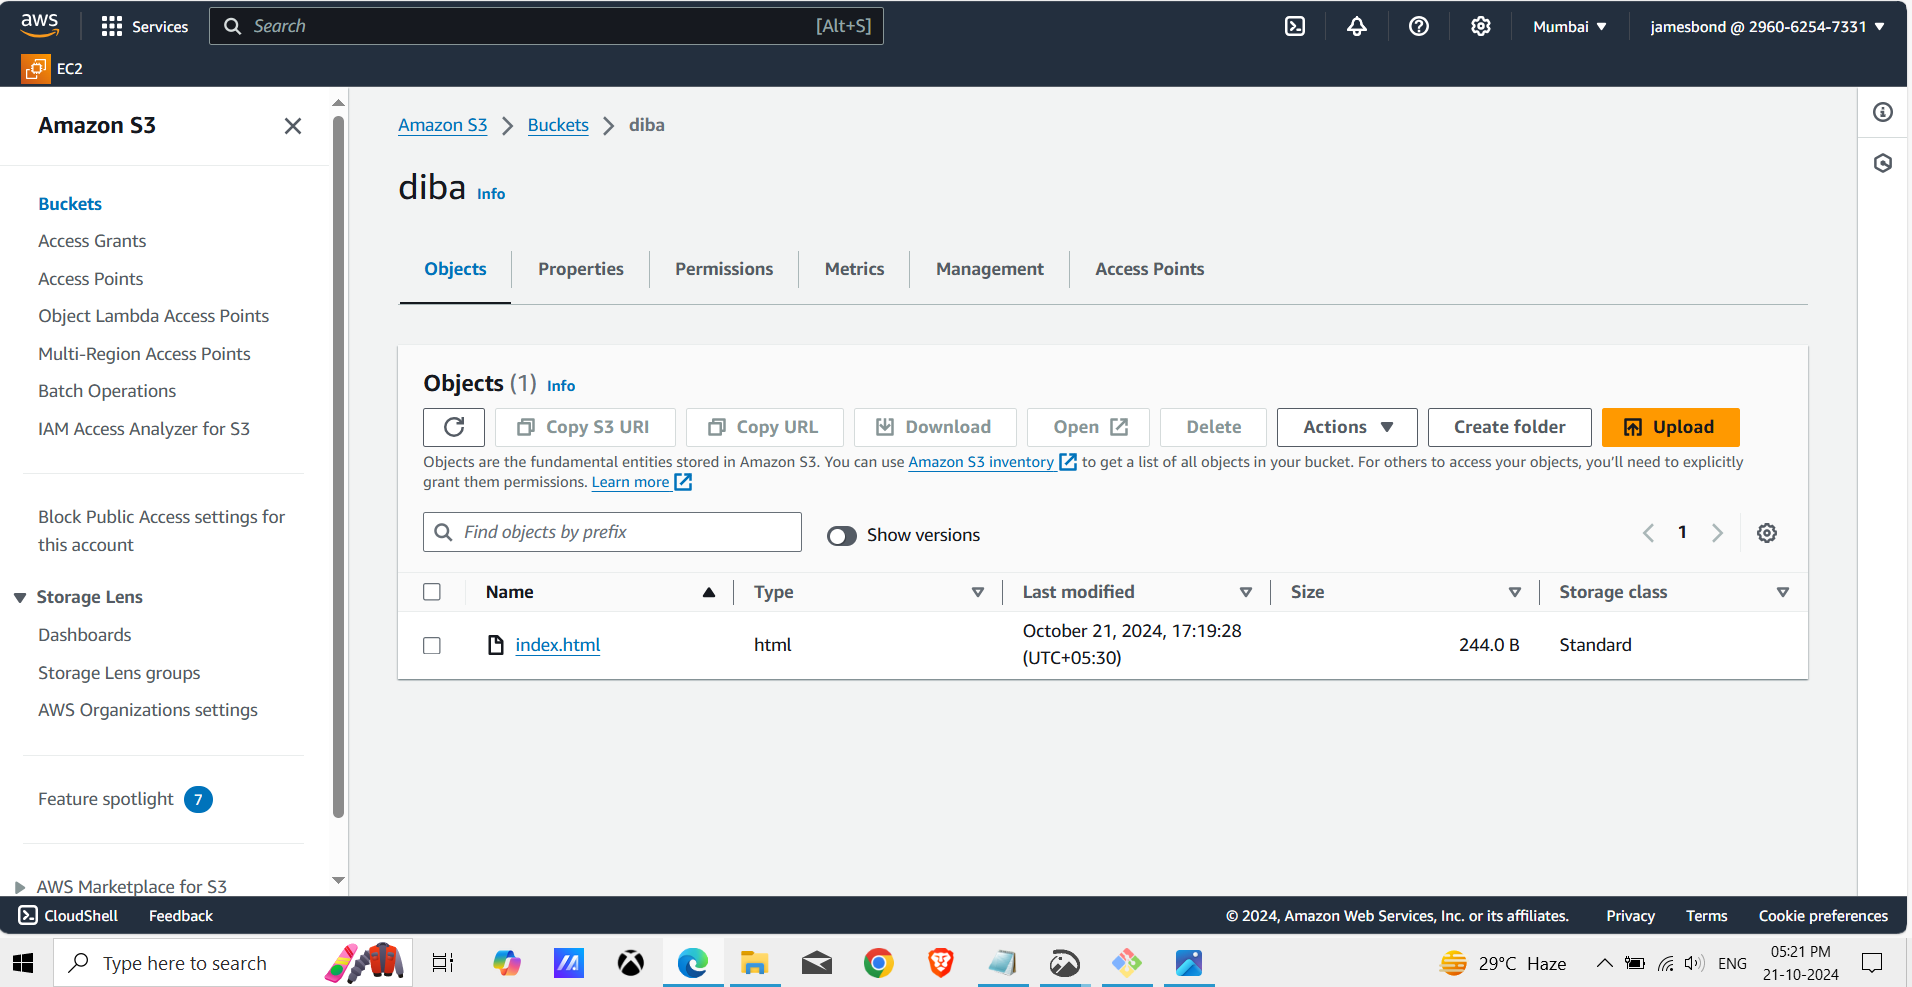 aws
Services
Search
[Alt+S]
Mumbai
jamesbond @ 2960-6254-7331
EC2
Amazon S3
Buckets
Access Grants
Access Points
Object Lambda Access Points
Multi-Region Access Points
Batch Operations
IAM Access Analyzer for S3
Block Public Access settings for
this account
Storage Lens
Dashboards
Storage Lens groups
AWS Organizations settings
Feature spotlight 7
AWS Marketplace for S3
Amazon S3 Buckets diba
diba Info
Objects Properties Permissions Metrics Management Access Points
Objects (1) Info
Copy S3 URI Copy URL Download Open Delete Actions Create folder Upload
Objects are the fundamental entities stored in Amazon S3. You can use Amazon S3 inventory to get a list of all objects in your bucket. For others to access your objects, you'll need to explicitly
grant them permissions. Learn more
Find objects by prefix
Show versions
1
Name Type Last modified Size Storage class
index.html html October 21, 2024, 17:19:28 244.0 B Standard
(UTC+05:30)
CloudShell Feedback © 2024, Amazon Web Services, Inc. or its affiliates. Privacy Terms Cookie preferences
Type here to search
29°C Haze
ENG
05:21 PM
21-10-2024